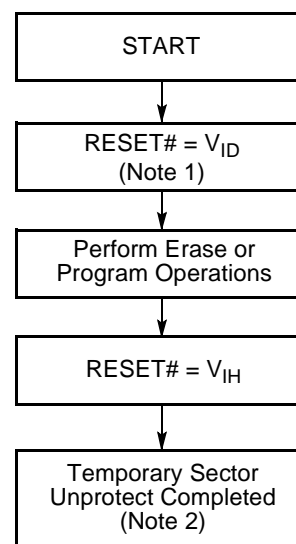 START
RESET# = VID
(Note 1)
Perform Erase or
Program Operations
RESET# = VIH
Temporary Sector
Unprotect Completed
(Note 2)